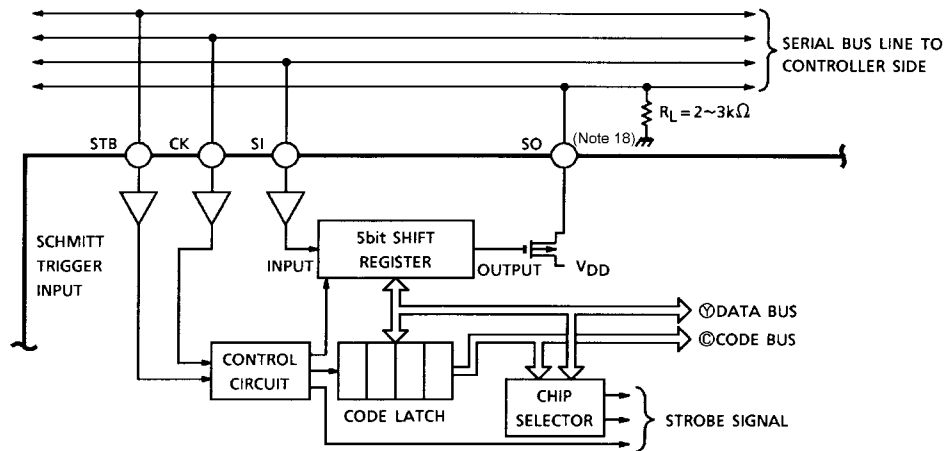 SERIAL BUS LINE TO
CONTROLLER SIDE
R_L = 2~3kΩ
STB
CK
SI
SO
(Note 18)
SCHMITT
TRIGGER
INPUT
INPUT
5bit SHIFT
REGISTER
OUTPUT
V_DD
ⓎDATA BUS
ⒸCODE BUS
CONTROL
CIRCUIT
CODE LATCH
CHIP
SELECTOR
STROBE SIGNAL